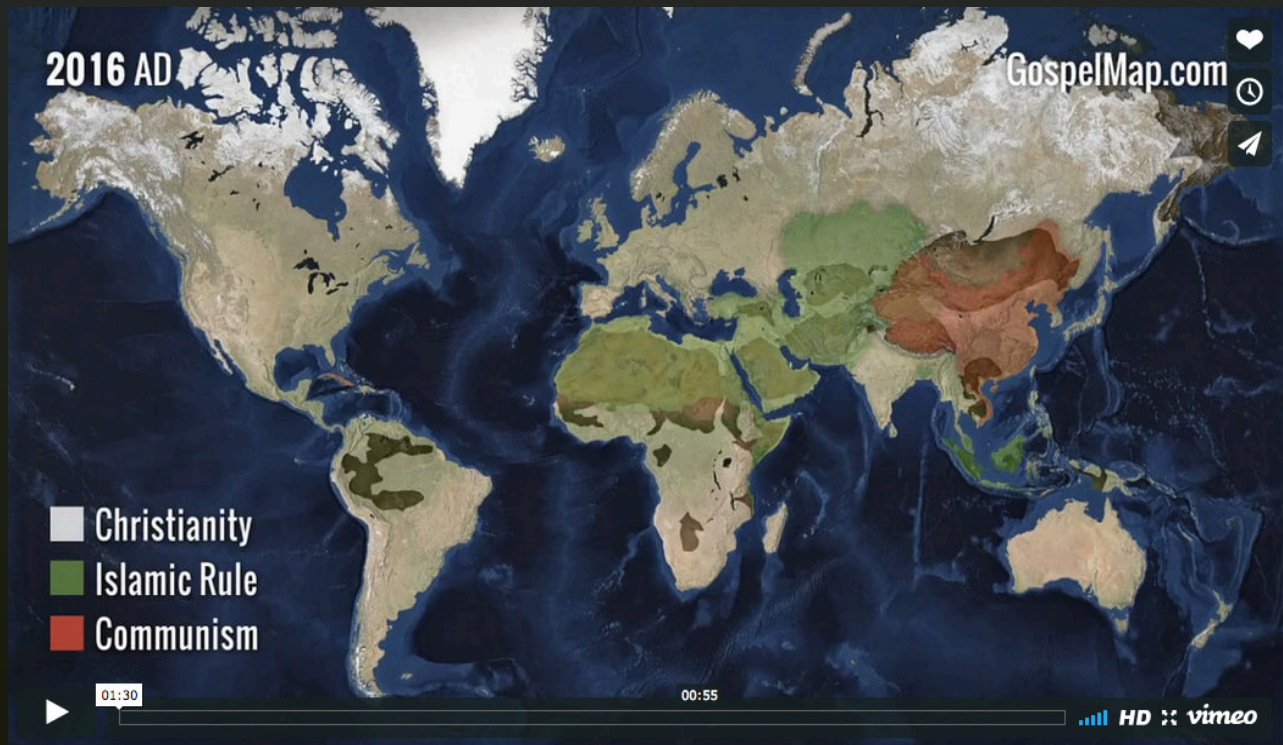 2016 AD
GospelMap.com
Christianity
Islamic Rule
Communism
01:30
00:55
HD vimeo